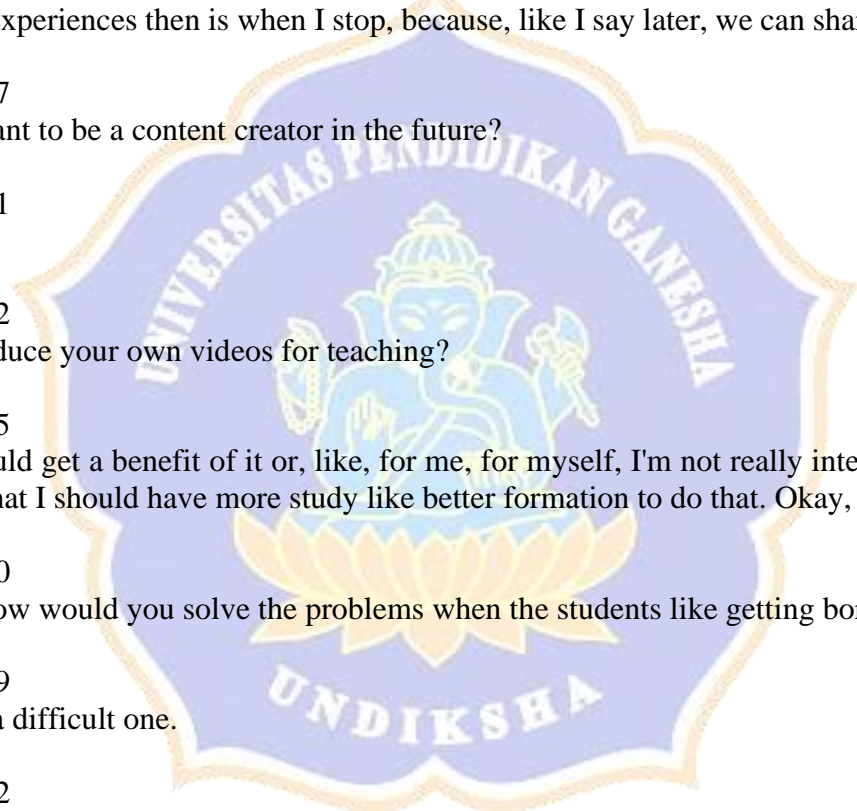 xperiences then is when I stop, because, like I say later, we can shar
7
ant to be a content creator in the future?
1
2
duce your own videos for teaching?
5
uld get a benefit of it or, like, for me, for myself, I'm not really inte
hat I should have more study like better formation to do that. Okay,
0
ow would you solve the problems when the students like getting bor
9
a difficult one.
2
UNIVERSITAS PENDIDIKAN GANESHA
UNDIKSHA